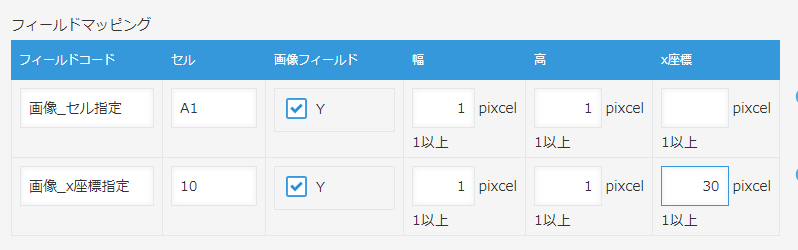 フィールドマッピング
フィールドコード セル 画像フィールド 幅 高 x座標
画像_セル指定 A1 Y 1 pixcel 1 pixcel pixcel
1以上 1以上 1以上
画像_x座標指定 10 Y 1 pixcel 1 pixcel 30 pixcel
1以上 1以上 1以上